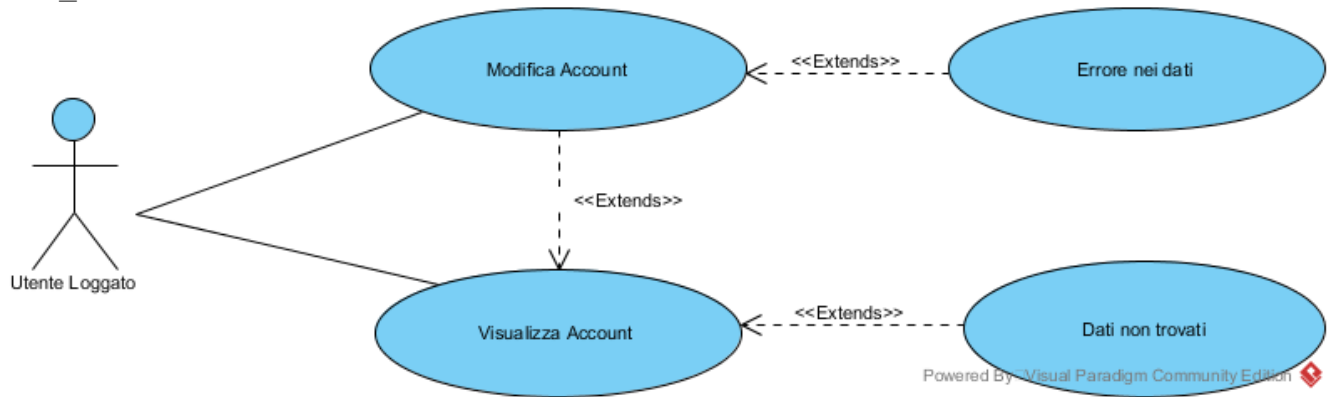 Modifica Account
<<Extends>>
Errore nei dati
<<Extends>>
Utente Loggato
Visualizza Account
<<Extends>>
Dati non trovati
Powered By Visual Paradigm Community Edition